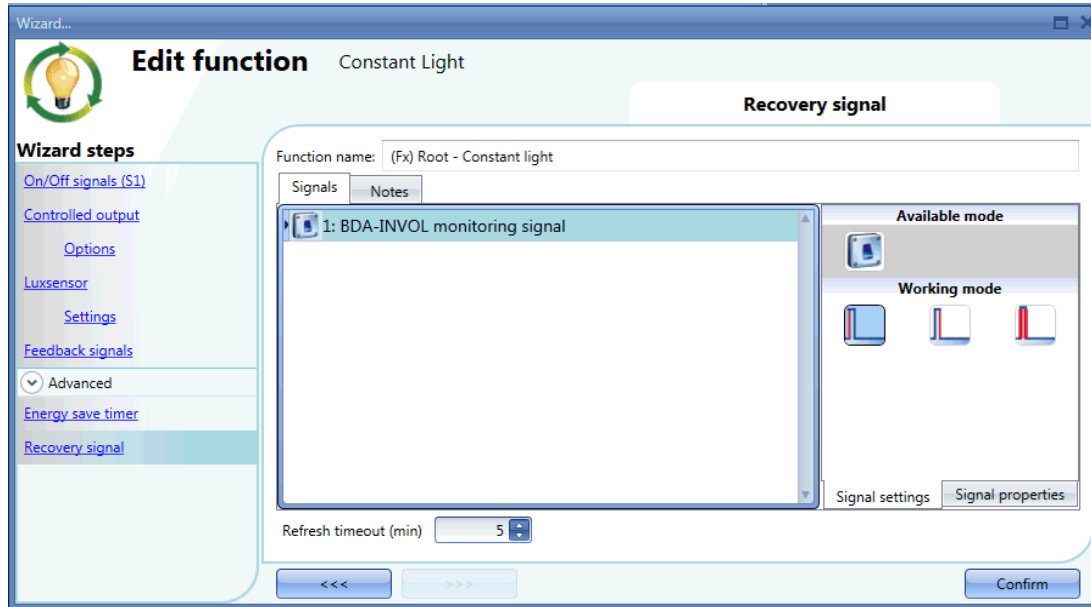 Wizard...
Edit function Constant Light
Recovery signal
Wizard steps
On/Off signals (S1)
Controlled output
Options
Luxsensor
Settings
Feedback signals
Advanced
Energy save timer
Recovery signal
Function name: (Fx) Root - Constant light
Signals Notes
1: BDA-INVOL monitoring signal
Available mode
Working mode
Signal settings Signal properties
Refresh timeout (min) 5
<<< >>> Confirm